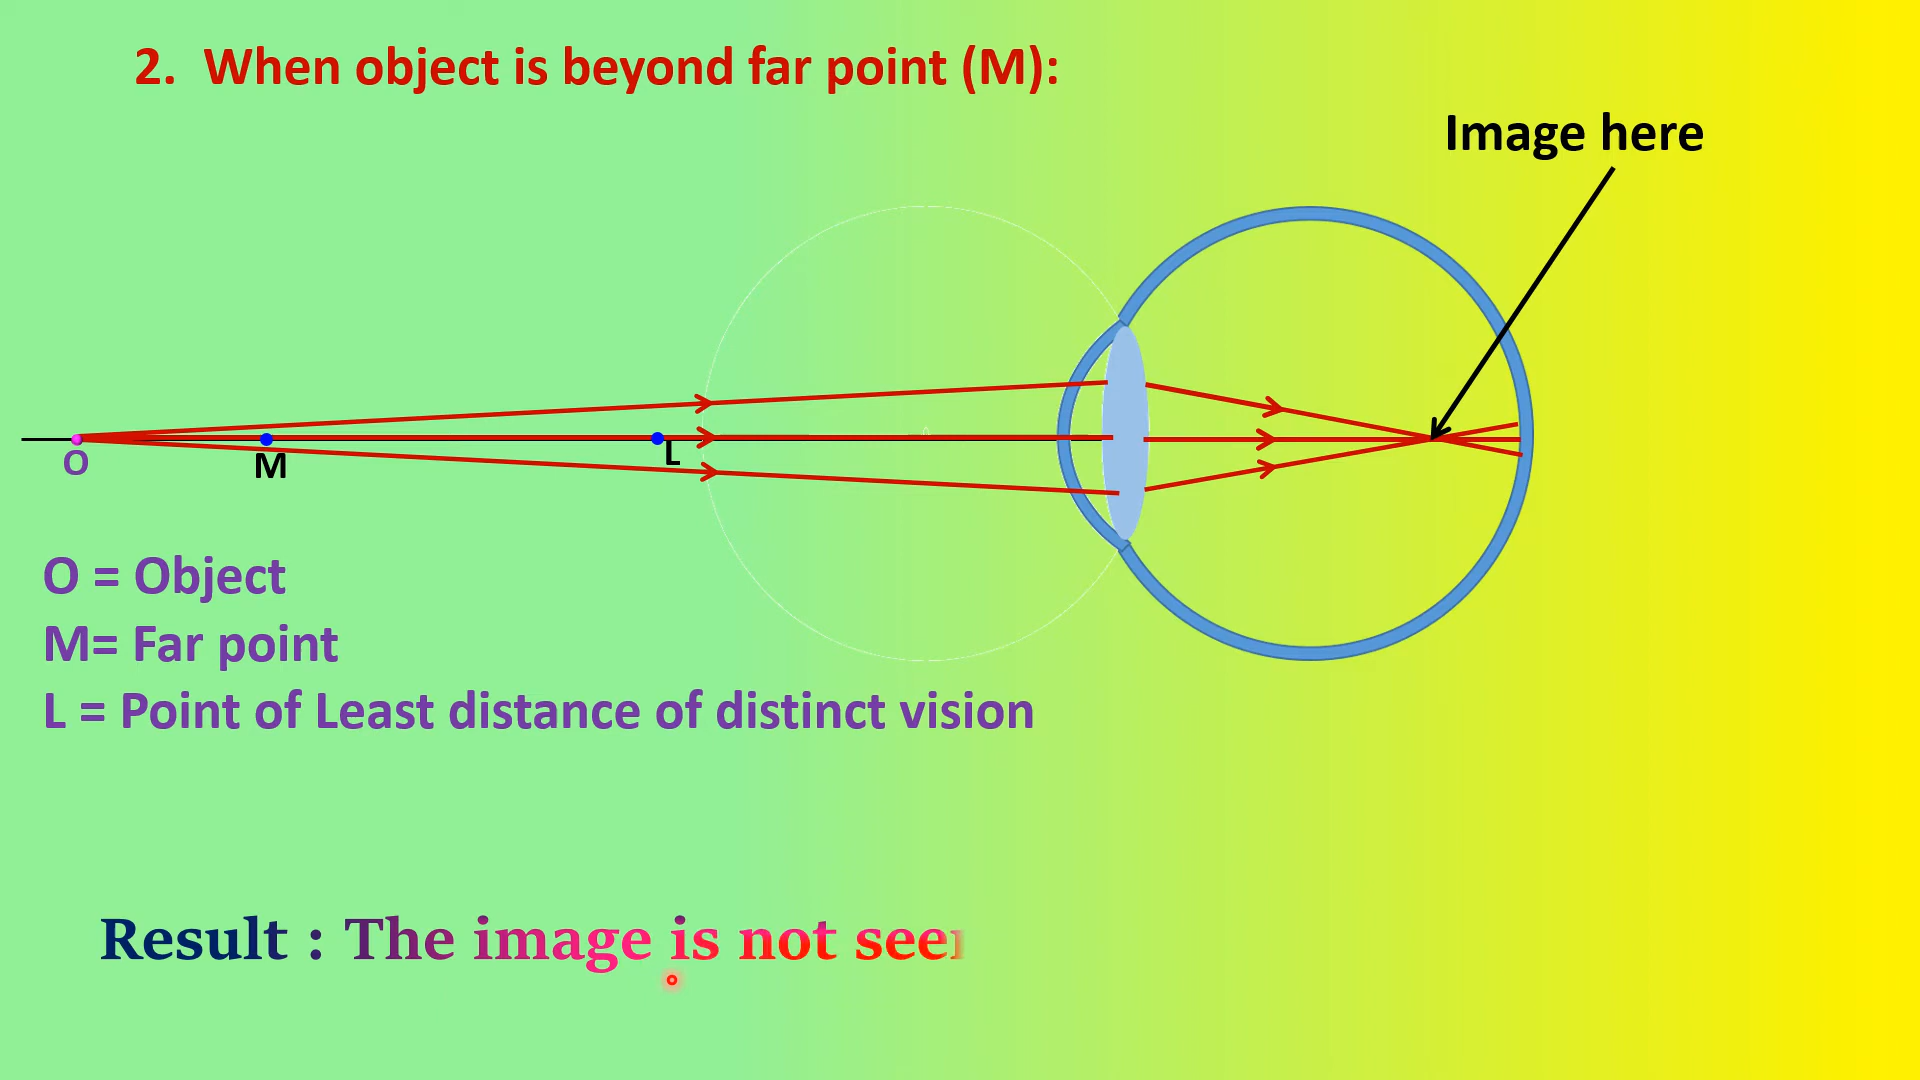 2. When object is beyond far point (M):
Image here
O
M
L
O = Object
M= Far point
L = Point of Least distance of distinct vision
Result : The image is not